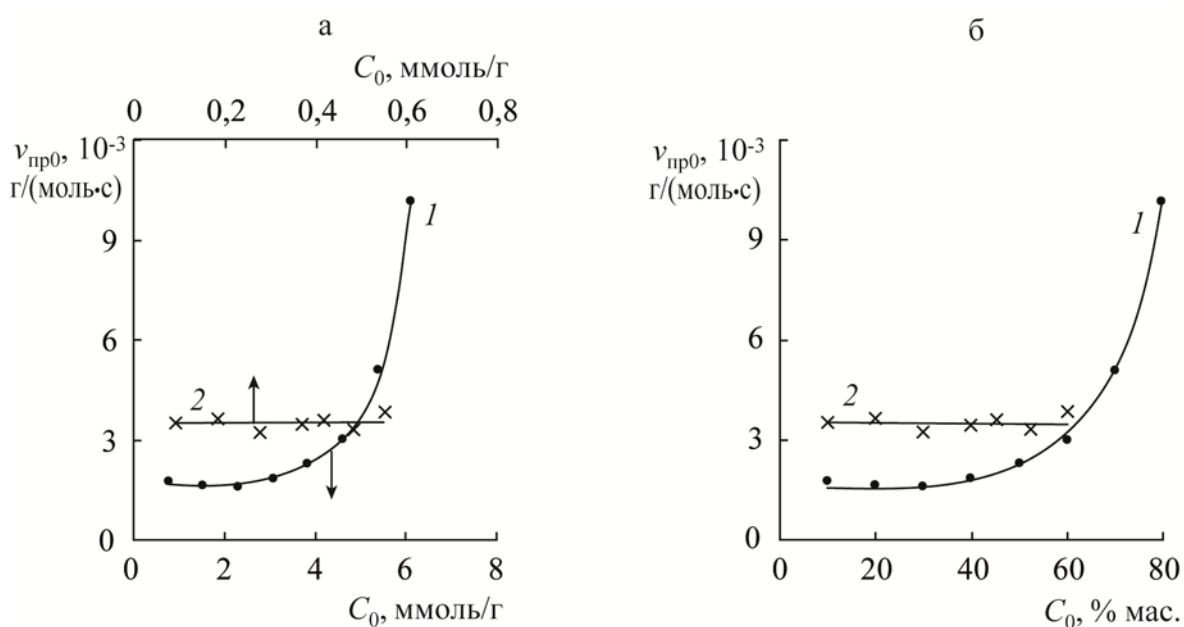 а
C₀, ммоль/г
0 0,2 0,4 0,6 0,8
v пр0, 10⁻³
г/(моль•с)
9
6
3
0
1
2
0 2 4 6 8
C₀, ммоль/г
б
v пр0, 10⁻³
г/(моль•с)
9
6
3
0
1
2
0 20 40 60 80
C₀, % мас.